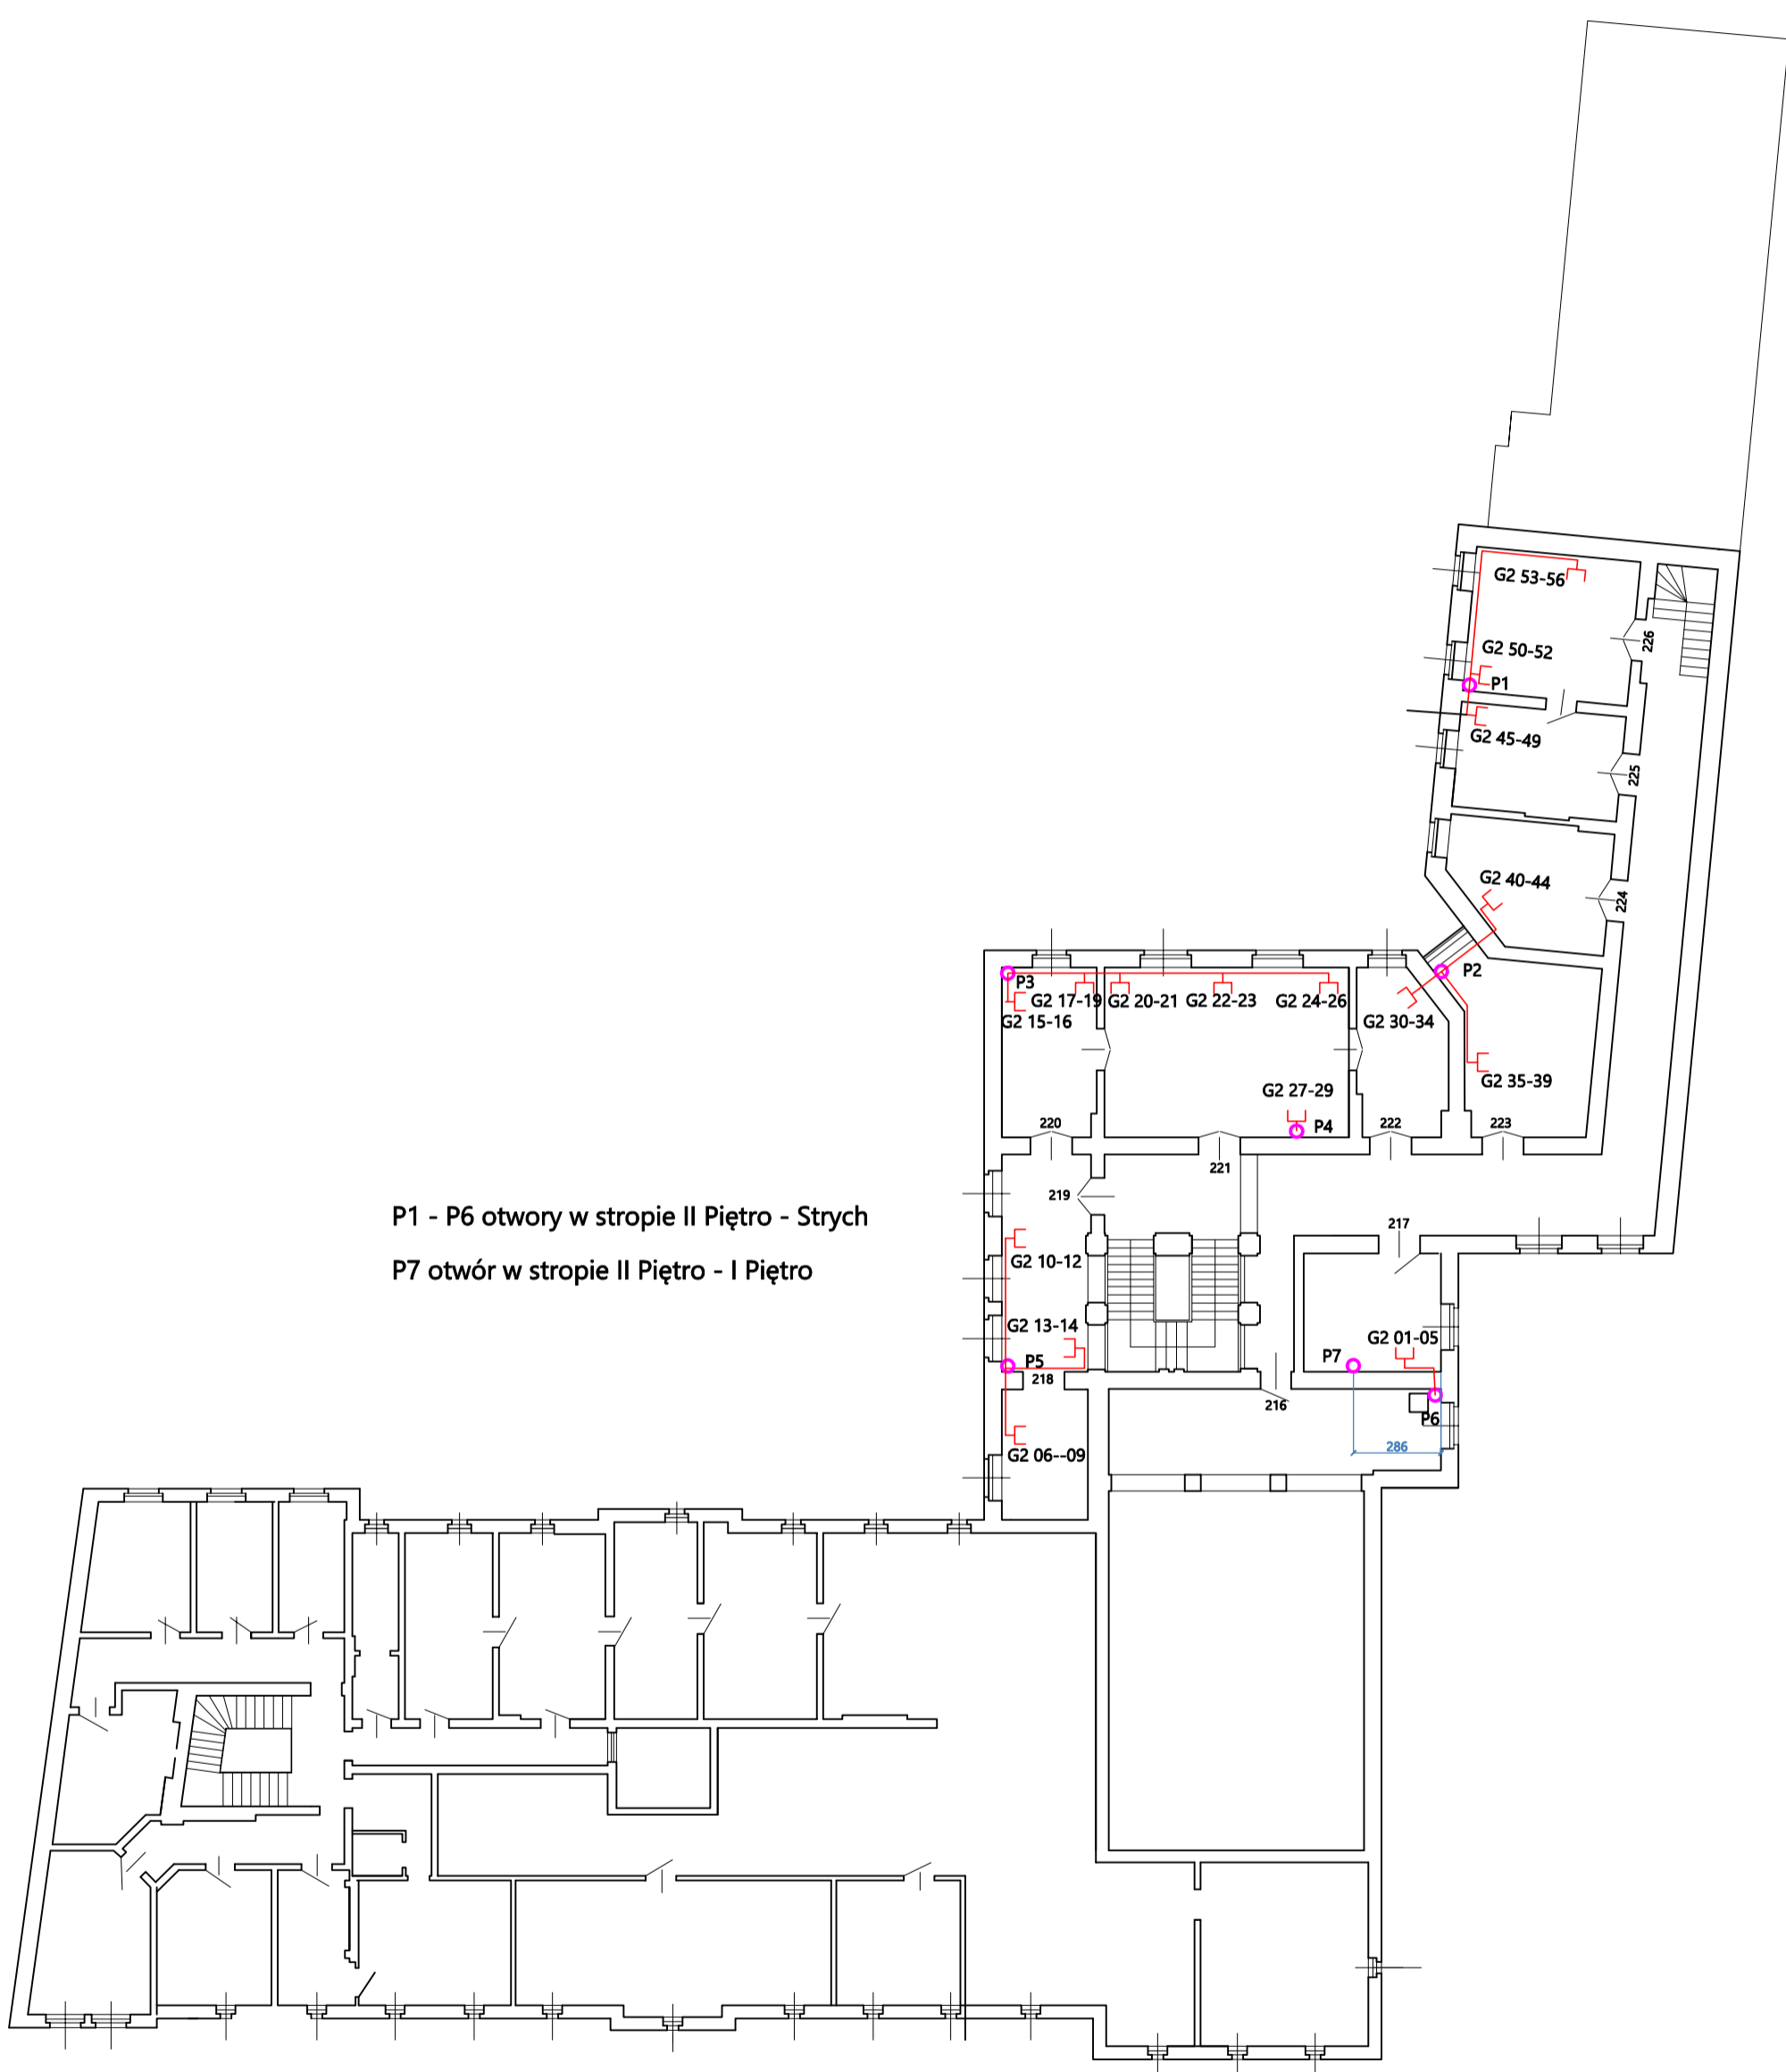 G2 53-56
226
G2 50-52
P1
G2 45-49
225
G2 40-44
224
P2
P3
G2 17-19
G2 20-21
G2 22-23
G2 24-26
G2 15-16
G2 30-34
G2 35-39
G2 27-29
P4
220
222
223
221
219
P1 - P6 otwory w stropie II Piętro - Strych
217
G2 10-12
P7 otwór w stropie II Piętro - I Piętro
G2 13-14
G2 01-05
P5
P7
218
216
P6
286
G2 06--09